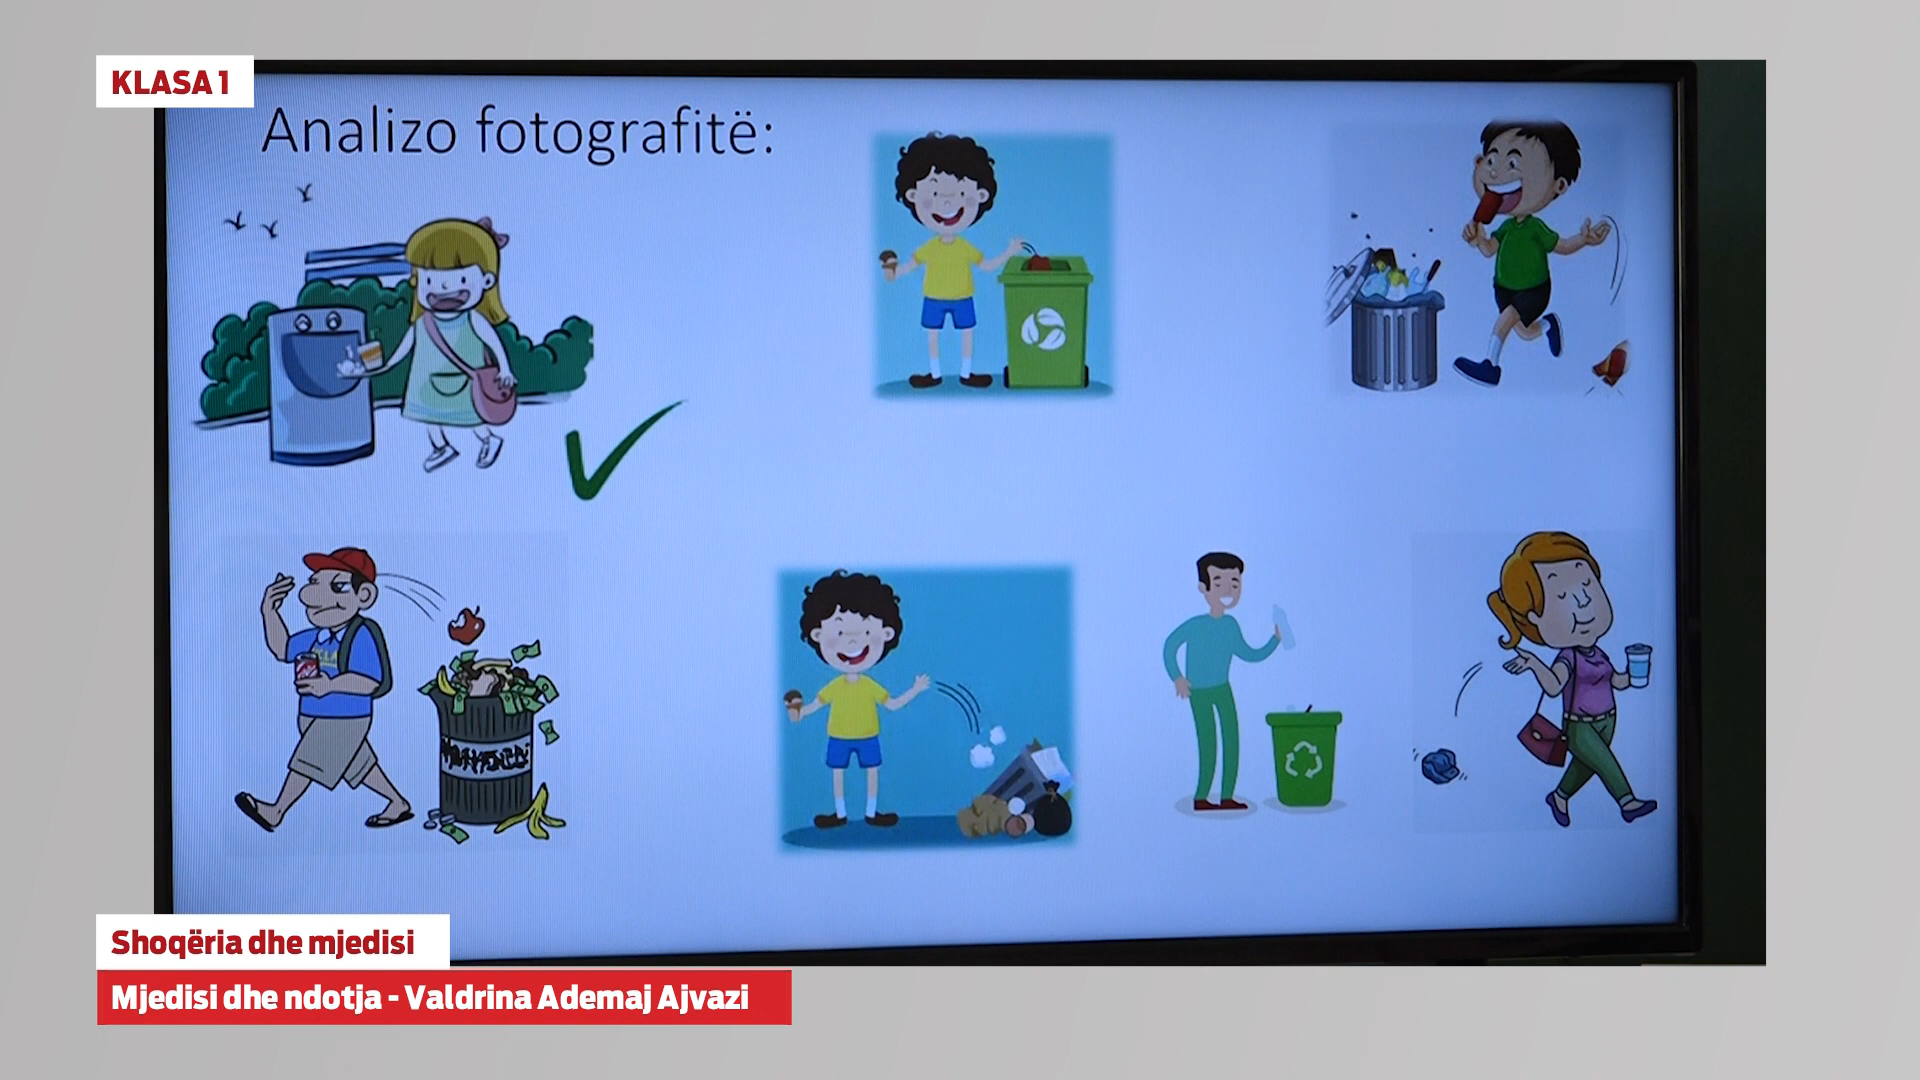 KLASA 1
Analizo fotografitë:
Shoqëria dhe mjedisi
Mjedisi dhe ndotja - Valdrina Ademaj Ajvazi